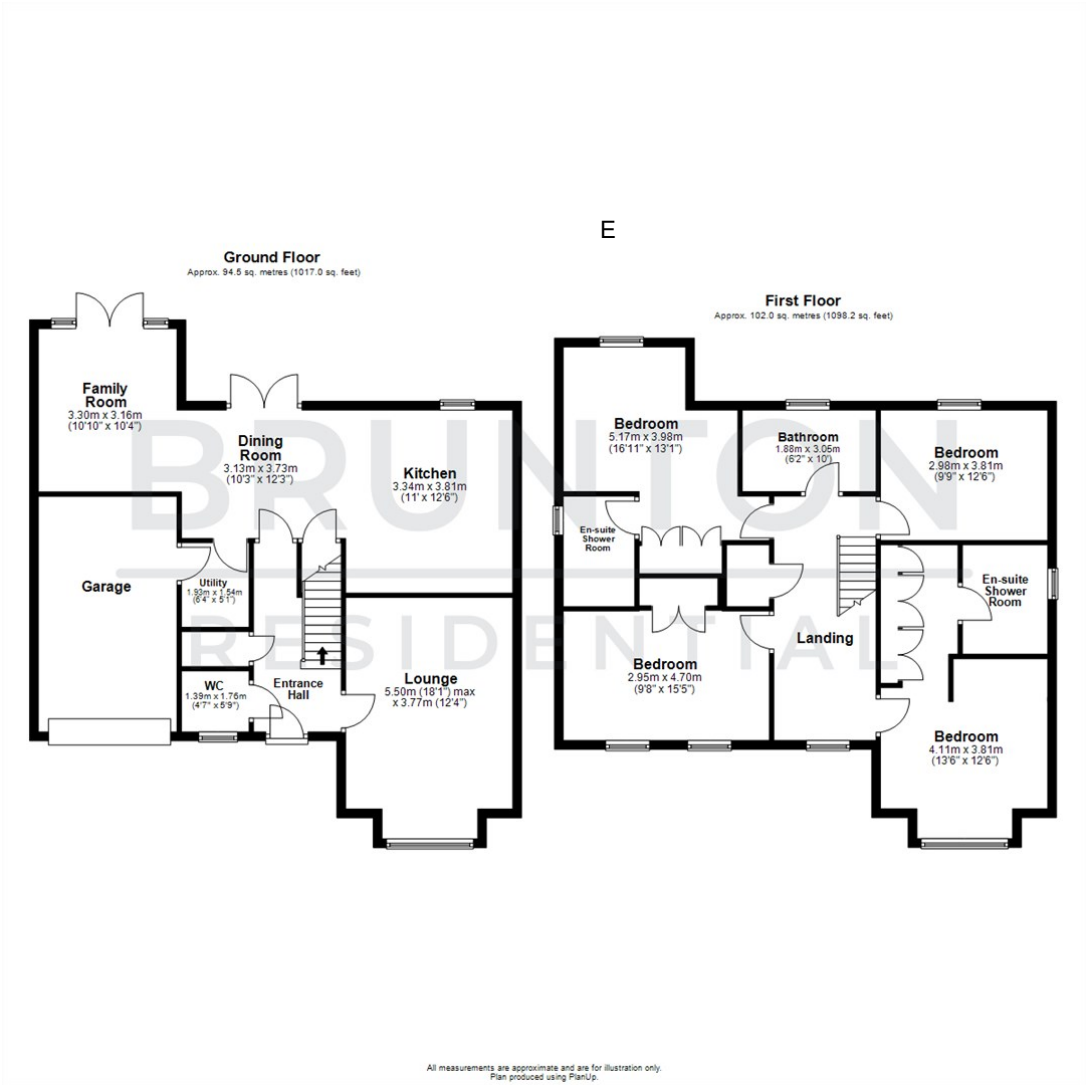 E
Ground Floor
Approx. 94.5 sq. metres (1017.0 sq. feet)
Family
Room
3.30m x 3.16m
(10'10" x 10'4")
Dining
Room
3.13m x 3.73m
(10'3" x 12'3")
Kitchen
3.34m x 3.81m
(11' x 12'6")
Garage
Utility
1.93m x 1.54m
(6'4" x 5'1")
WC
1.39m x 1.76m
(4'7" x 5'9")
Entrance
Hall
Lounge
5.50m (18'1") max
x 3.77m (12'4")
First Floor
Approx. 102.0 sq. metres (1098.2 sq. feet)
Bedroom
5.17m x 3.98m
(16'11" x 13'1")
Bathroom
1.88m x 3.05m
(6'2" x 10')
Bedroom
2.98m x 3.81m
(9'9" x 12'6")
En-suite
Shower
Room
En-suite
Shower
Room
Landing
Bedroom
2.95m x 4.70m
(9'8" x 15'5")
Bedroom
4.11m x 3.81m
(13'6" x 12'6")
BRUNTON
RESIDENTIAL
All measurements are approximate and are for illustration only.
Plan produced using PlanUp.